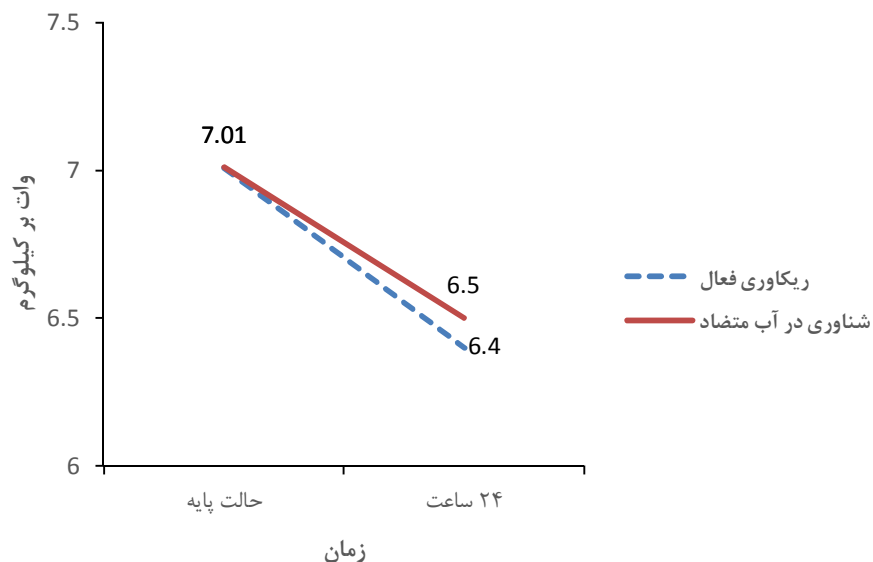 7.5
7
6.5
6
وات بر کیلوگرم
7.01
6.5
6.4
حالت پایه
۲۴ ساعت
زمان
ریکاوری فعال
شناوری در آب متضاد